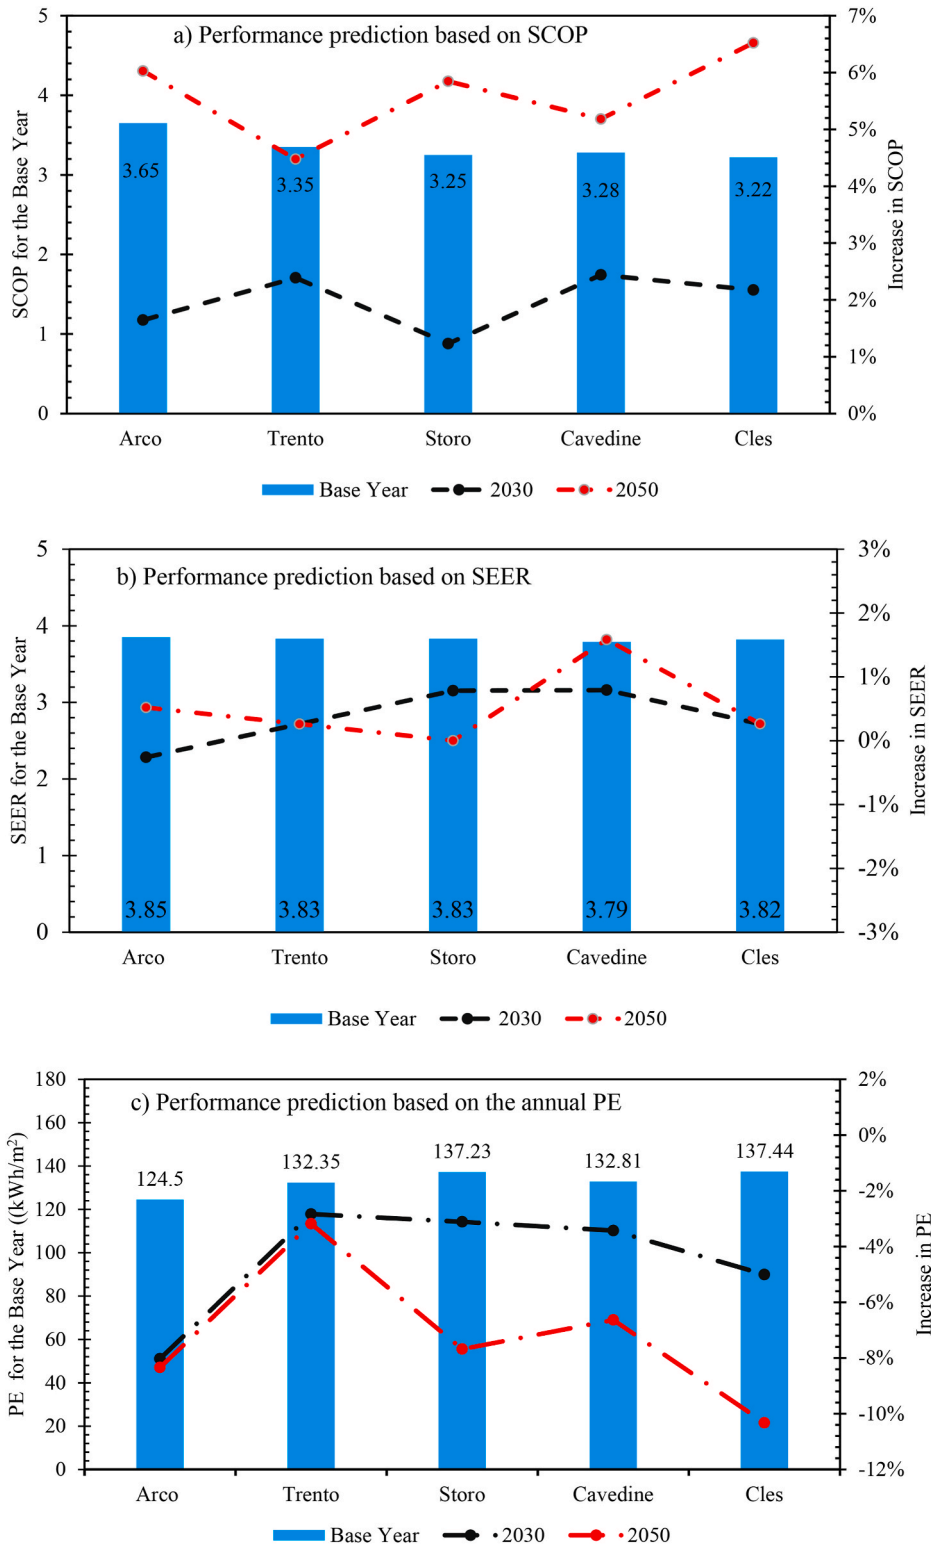 a) Performance prediction based on SCOP
SCOP for the Base Year
Increase in SCOP
5
4
3
2
1
0
7%
6%
5%
4%
3%
2%
1%
0%
3.65
3.35
3.25
3.28
3.22
Arco Trento Storo Cavedine Cles
Base Year 2030 2050
b) Performance prediction based on SEER
SEER for the Base Year
Increase in SEER
5
4
3
2
1
0
3%
2%
1%
0%
-1%
-2%
-3%
3.85 3.83 3.83 3.79 3.82
Arco Trento Storo Cavedine Cles
Base Year 2030 2050
c) Performance prediction based on the annual PE
PE for the Base Year ((kWh/m²)
Increase in PE
180
160
140
120
100
80
60
40
20
0
2%
0%
-2%
-4%
-6%
-8%
-10%
-12%
124.5 132.35 137.23 132.81 137.44
Arco Trento Storo Cavedine Cles
Base Year 2030 2050